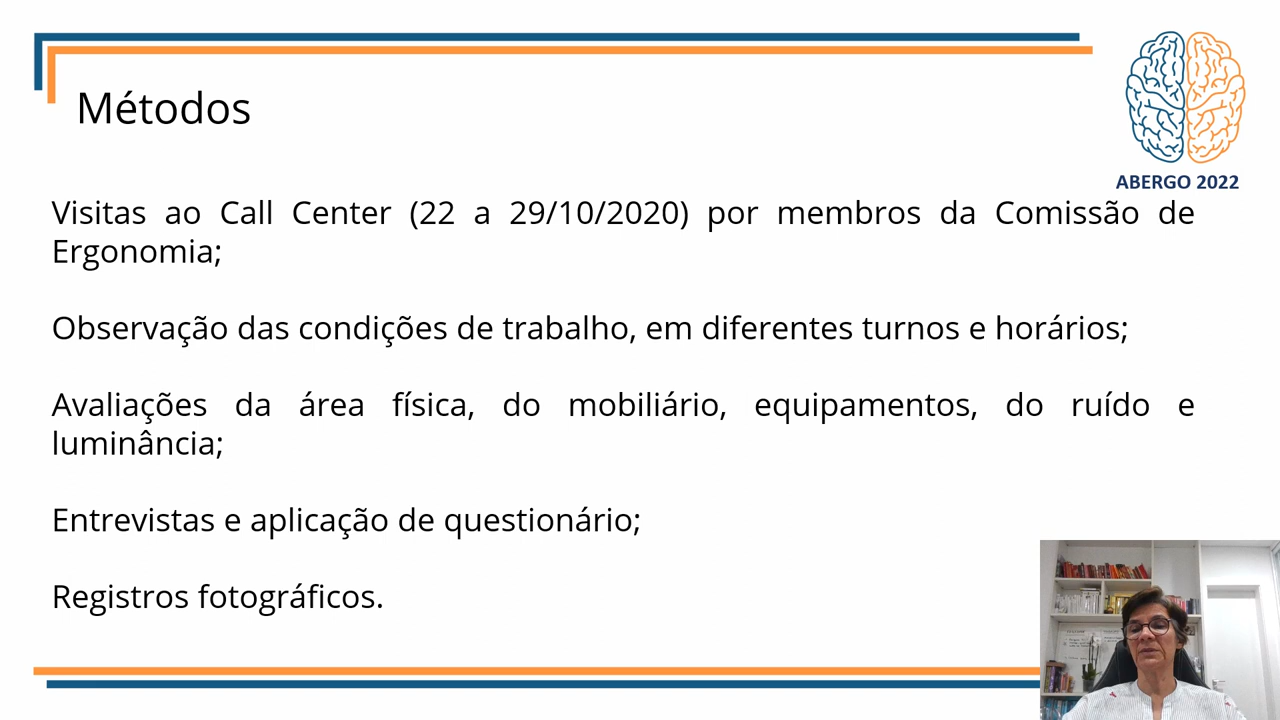 Métodos
ABERGO 2022
Visitas ao Call Center (22 a 29/10/2020) por membros da Comissão de
Ergonomia;
Observação das condições de trabalho, em diferentes turnos e horários;
Avaliações da área física, do mobiliário, equipamentos, do ruído e
luminância;
Entrevistas e aplicação de questionário;
Registros fotográficos.